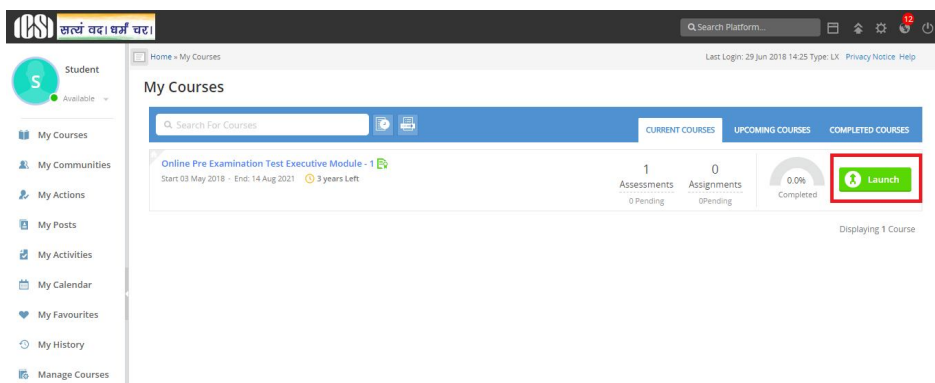 ICSI सत्यं वद। धर्मं चर।
Search Platform...
12
S
Student
Available
Home » My Courses
Last Login: 29 Jun 2018 14:25 Type: LX Privacy Notice Help
My Courses
Search For Courses
CURRENT COURSES UPCOMING COURSES COMPLETED COURSES
Online Pre Examination Test Executive Module - 1
Start 03 May 2018 - End: 14 Aug 2021 3 years Left
1 Assessments
0 Pending
0 Assignments
0Pending
0.0%
Completed
Launch
Displaying 1 Course
My Courses
My Communities
My Actions
My Posts
My Activities
My Calendar
My Favourites
My History
Manage Courses